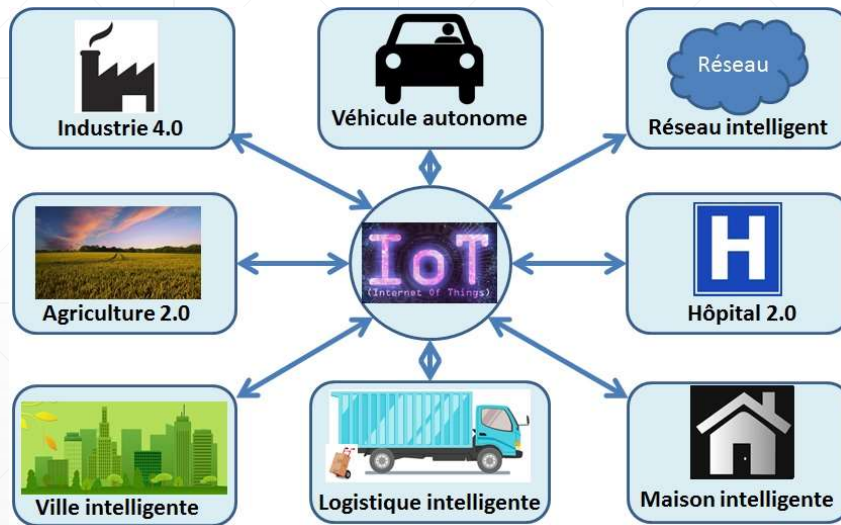 Industrie 4.0
Véhicule autonome
Réseau
Réseau intelligent
Agriculture 2.0
IoT
(Internet Of Things)
H
Hôpital 2.0
Ville intelligente
Logistique intelligente
Maison intelligente